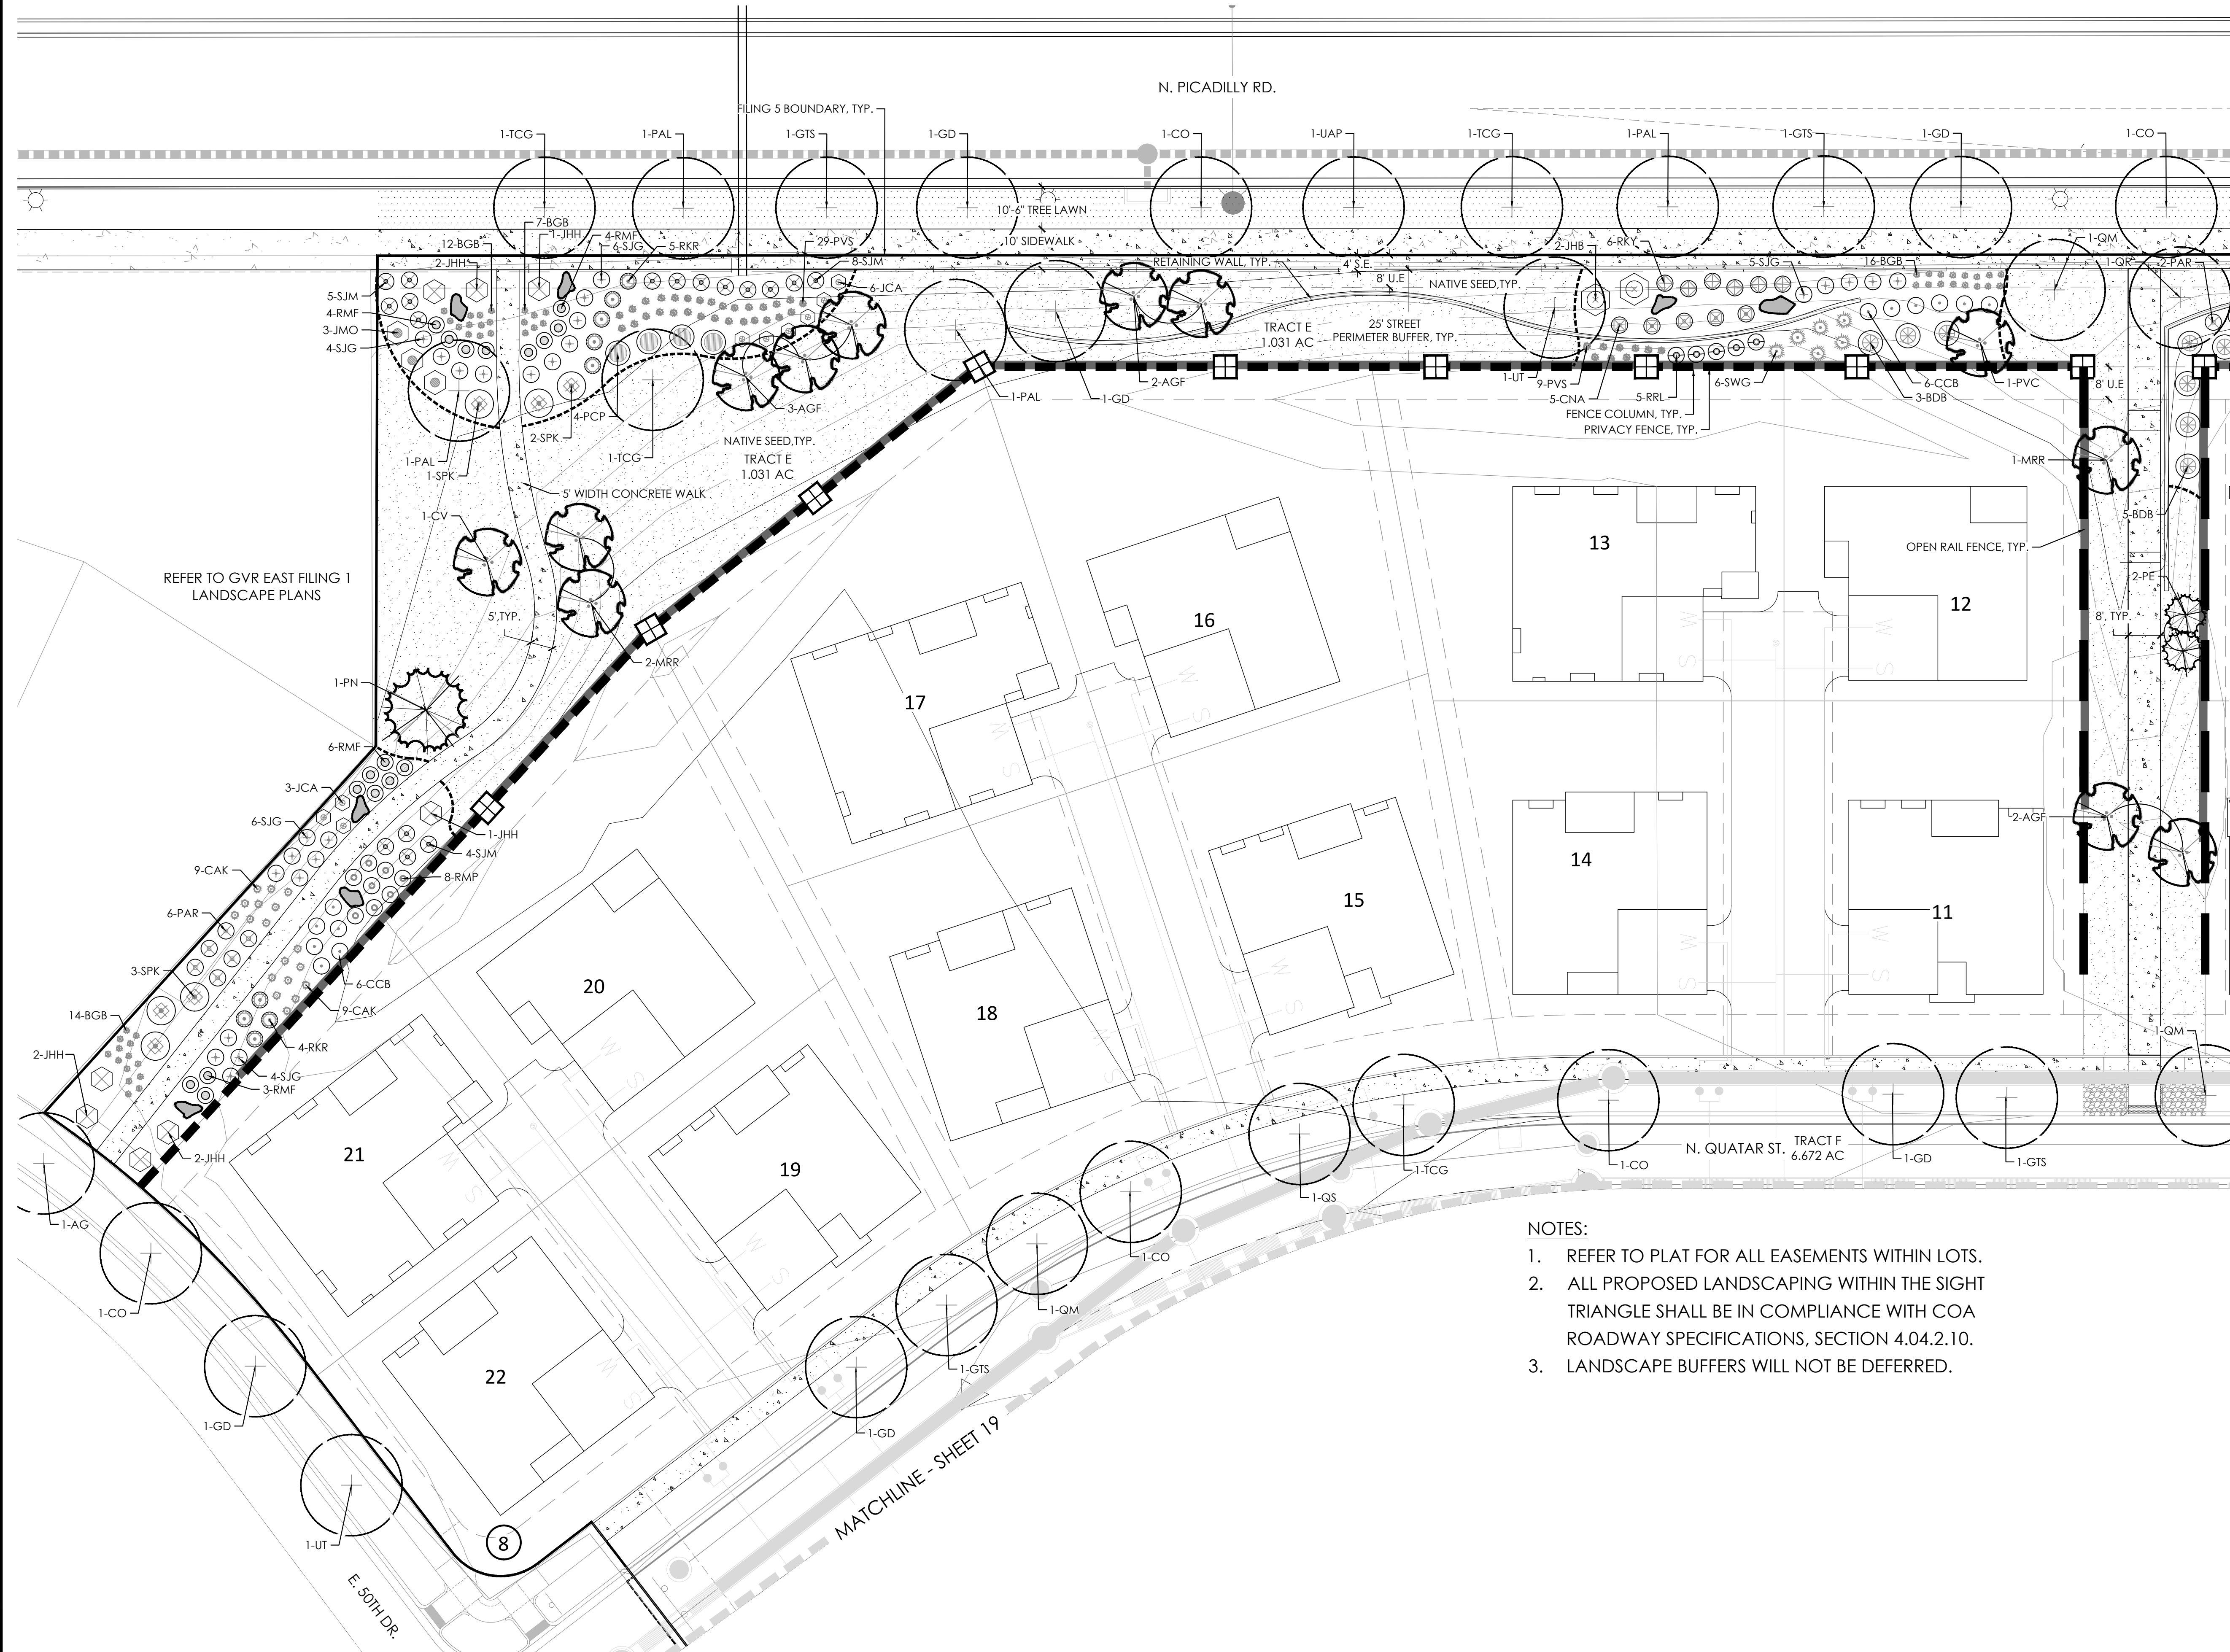 N. PICADILLY RD.
FILING 5 BOUNDARY, TYP.
1-TCG
1-PAL
1-GTS
1-GD
1-CO
1-UAP
1-TCG
1-PAL
1-GTS
1-GD
1-CO
10'-6" TREE LAWN
10' SIDEWALK
7-BGB
1-JHH
4-RMF
6-SJG
5-RKR
12-BGB
2-JHH
29-PVS
8-SJM
6-JCA
RETAINING WALL, TYP.
4' S.E.
8' U.E
NATIVE SEED,TYP.
2-JHB
6-RKY
5-SJG
16-BGB
1-QM
1-QR
2-PAR
5-SJM
4-RMF
3-JMO
4-SJG
TRACT E
1.031 AC
25' STREET
PERIMETER BUFFER, TYP.
1-UT
9-PVS
5-CNA
5-RRL
6-SWG
6-CCB
3-BDB
1-PVC
8' U.E
FENCE COLUMN, TYP.
PRIVACY FENCE, TYP.
2-AGF
1-GD
1-PAL
3-AGF
4-PCP
2-SPK
1-TCG
1-PAL
1-SPK
NATIVE SEED,TYP.
TRACT E
1.031 AC
5' WIDTH CONCRETE WALK
1-CV
1-MRR
5-BDB
OPEN RAIL FENCE, TYP.
2-PE
8', TYP.
REFER TO GVR EAST FILING 1
LANDSCAPE PLANS
5',TYP.
2-MRR
1-PN
13
12
16
17
6-RMF
3-JCA
6-SJG
1-JHH
4-SJM
9-CAK
8-RMP
6-PAR
3-SPK
6-CCB
9-CAK
14-BGB
4-RKR
2-JHH
4-SJG
3-RMF
2-JHH
2-AGF
14
11
15
18
20
21
19
22
1-QM
N. QUATAR ST.
TRACT F
6.672 AC
1-CO
1-GD
1-GTS
1-TCG
1-QS
1-CO
1-QM
1-GTS
1-GD
1-AG
1-CO
1-GD
1-UT
8
E. 50TH DR.
MATCHLINE - SHEET 19
W
S
W
S
W
S
W
S
W
S
W
S
W
S
W
S
W
S
W
S
NOTES:
1. REFER TO PLAT FOR ALL EASEMENTS WITHIN LOTS.
2. ALL PROPOSED LANDSCAPING WITHIN THE SIGHT
TRIANGLE SHALL BE IN COMPLIANCE WITH COA
ROADWAY SPECIFICATIONS, SECTION 4.04.2.10.
3. LANDSCAPE BUFFERS WILL NOT BE DEFERRED.